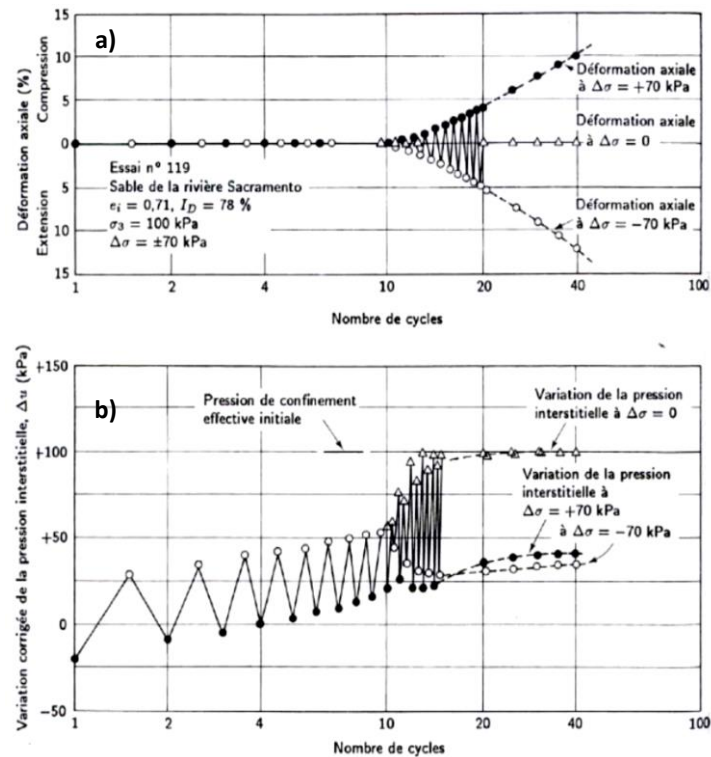 a)
Déformation axiale (%)
Extension Compression
15
10
5
0
5
10
15
Déformation axiale
à Δσ = +70 kPa
Déformation axiale
à Δσ = 0
Déformation axiale
à Δσ = −70 kPa
Essai nº 119
Sable de la rivière Sacramento
eᵢ = 0,71, I_D = 78 %
σ₃ = 100 kPa
Δσ = ±70 kPa
1 2 4 10 20 40 100
Nombre de cycles
b)
Variation corrigée de la pression interstitielle, Δu (kPa)
+150
+100
+50
0
−50
Pression de confinement
effective initiale
Variation de la pression
interstitielle à Δσ = 0
Variation de la pression
interstitielle à
Δσ = +70 kPa
à Δσ = −70 kPa
1 2 4 10 20 40 100
Nombre de cycles